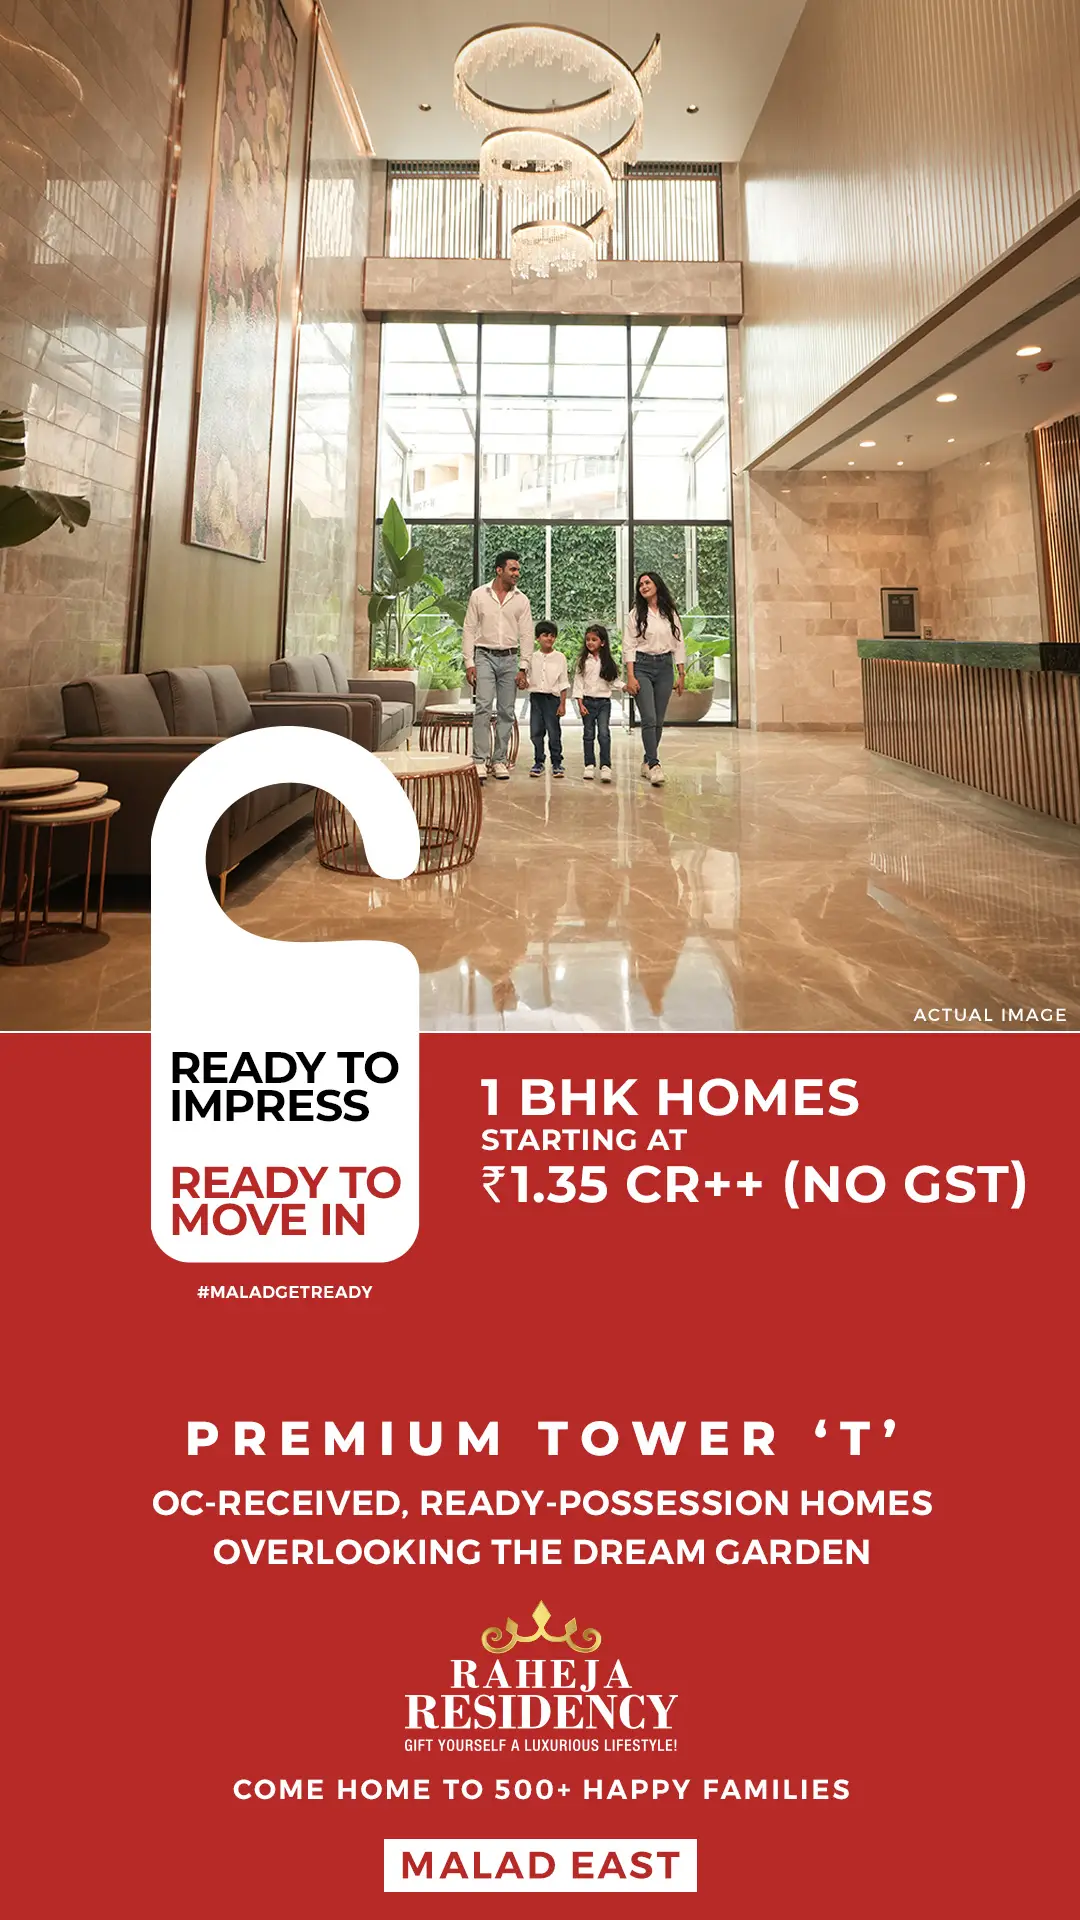 ACTUAL IMAGE
READY TO
IMPRESS
READY TO
MOVE IN
#MALADGETREADY
1 BHK HOMES
STARTING AT
₹1.35 CR++ (NO GST)
PREMIUM TOWER ‘T’
OC-RECEIVED, READY-POSSESSION HOMES
OVERLOOKING THE DREAM GARDEN
RAHEJA
RESIDENCY
GIFT YOURSELF A LUXURIOUS LIFESTYLE!
COME HOME TO 500+ HAPPY FAMILIES
MALAD EAST